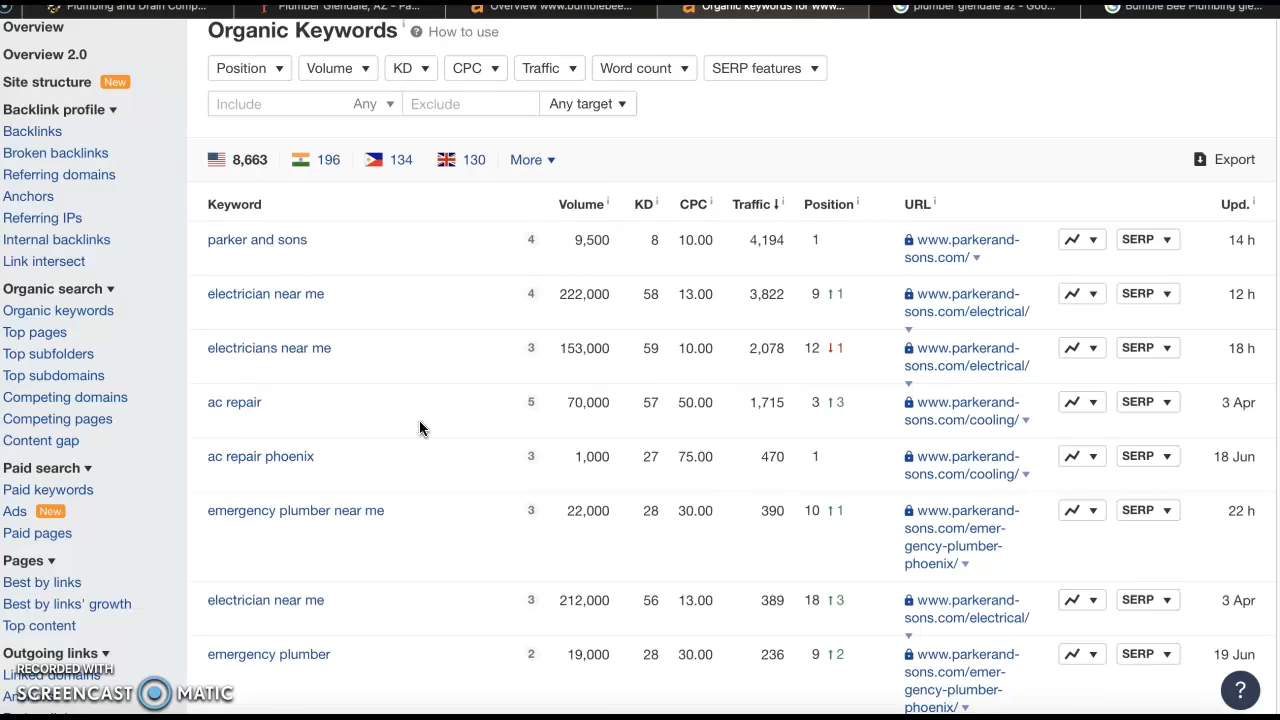 Plumbing and Drain Comp...
Plumber Glendale, AZ - Pa...
Overview www.bumblebee...
Organic keywords for www...
plumber glendale az - Goo...
Bumble Bee Plumbing gle...
Overview
Overview 2.0
Site structure New
Backlink profile
Backlinks
Broken backlinks
Referring domains
Anchors
Referring IPs
Internal backlinks
Link intersect
Organic search
Organic keywords
Top pages
Top subfolders
Top subdomains
Competing domains
Competing pages
Content gap
Paid search
Paid keywords
Ads New
Paid pages
Pages
Best by links
Best by links' growth
Top content
Outgoing links
Linked domains
RECORDED WITH
SCREENCAST MATIC
Organic Keywords i ? How to use
Position Volume KD CPC Traffic Word count SERP features
Include Any Exclude Any target
8,663 196 134 130 More Export
Keyword Volume i KD i CPC i Traffic ↓ i Position i URL i Upd. i
parker and sons 4 9,500 8 10.00 4,194 1 www.parkerand- SERP 14 h
sons.com/
electrician near me 4 222,000 58 13.00 3,822 9 ↑1 www.parkerand- SERP 12 h
sons.com/electrical/
electricians near me 3 153,000 59 10.00 2,078 12 ↓1 www.parkerand- SERP 18 h
sons.com/electrical/
ac repair 5 70,000 57 50.00 1,715 3 ↑3 www.parkerand- SERP 3 Apr
sons.com/cooling/
ac repair phoenix 3 1,000 27 75.00 470 1 www.parkerand- SERP 18 Jun
sons.com/cooling/
emergency plumber near me 3 22,000 28 30.00 390 10 ↑1 www.parkerand- SERP 22 h
sons.com/emer-
gency-plumber-
phoenix/
electrician near me 3 212,000 56 13.00 389 18 ↑3 www.parkerand- SERP 3 Apr
sons.com/electrical/
emergency plumber 2 19,000 28 30.00 236 9 ↑2 www.parkerand- SERP 19 Jun
sons.com/emer-
gency-plumber-
phoenix/
?